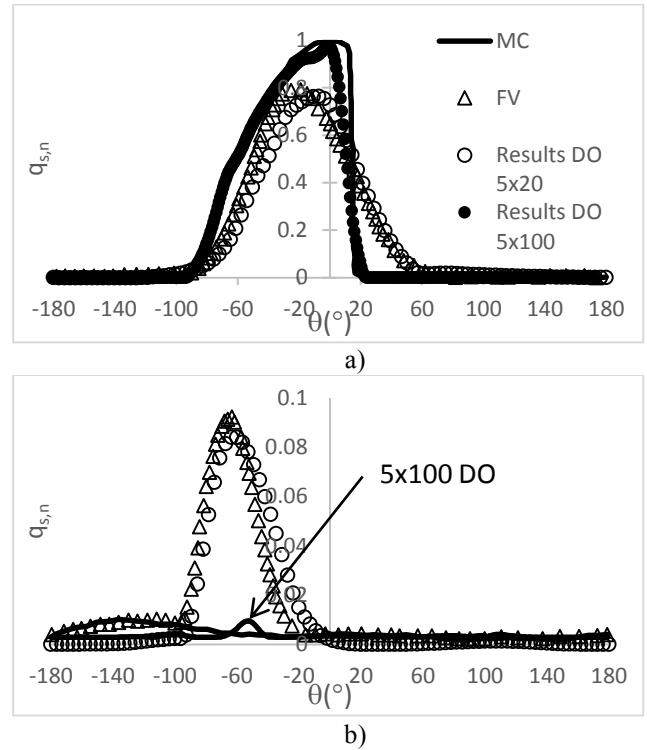 1
0.8
0.6
0.4
0.2
0
q_{s,n}
-180 -140 -100 -60 -20 20 60 100 140 180
θ(°)
MC
FV
Results DO
5x20
Results DO
5x100
a)
0.1
0.08
0.06
0.04
0.02
0
q_{s,n}
5x100 DO
-180 -140 -100 -60 -20 20 60 100 140 180
θ(°)
b)